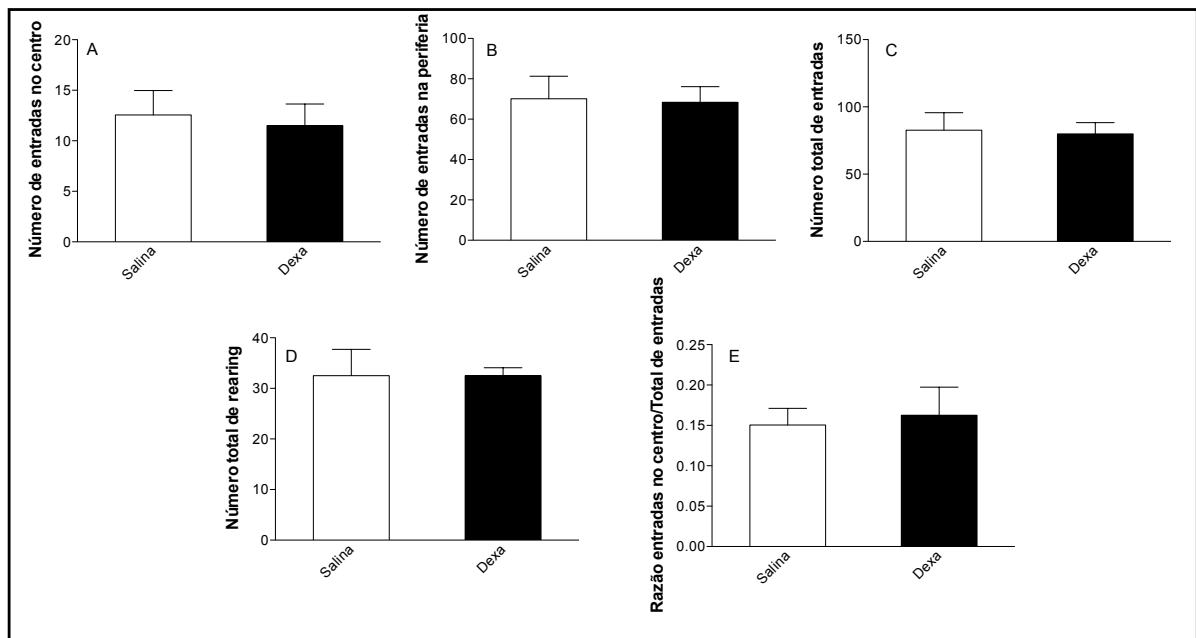 Número de entradas no centro
20
15
10
5
0
A
Salina
Dexa
Número de entradas na periferia
100
80
60
40
20
0
B
Salina
Dexa
Número total de entradas
150
100
50
0
C
Salina
Dexa
Número total de rearing
40
30
20
10
0
D
Salina
Dexa
Razão entradas no centro/Total de entradas
0.25
0.20
0.15
0.10
0.05
0.00
E
Salina
Dexa